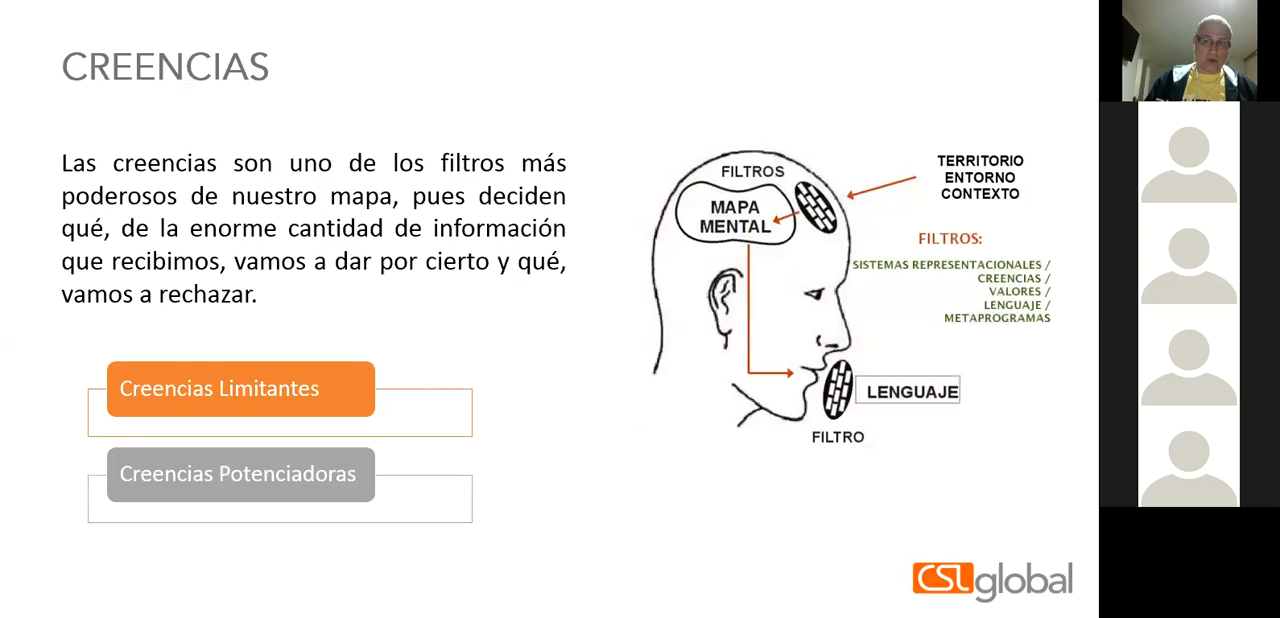 CREENCIAS
Las creencias son uno de los filtros más
poderosos de nuestro mapa, pues deciden
qué, de la enorme cantidad de información
que recibimos, vamos a dar por cierto y qué,
vamos a rechazar.
Creencias Limitantes
Creencias Potenciadoras
FILTROS
MAPA
MENTAL
TERRITORIO
ENTORNO
CONTEXTO
FILTROS:
SISTEMAS REPRESENTACIONALES /
CREENCIAS /
VALORES /
LENGUAJE /
METAPROGRAMAS
LENGUAJE
FILTRO
CSL global